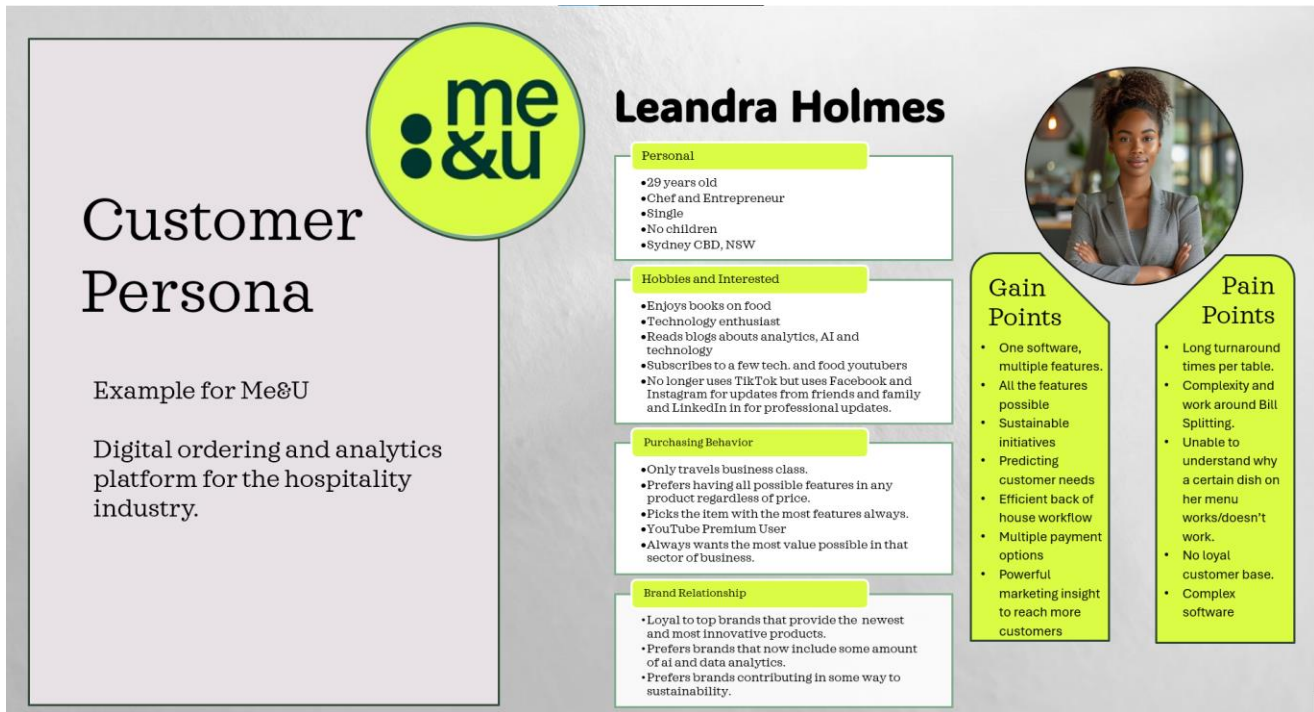 me
&u
Customer
Persona
Example for Me&U
Digital ordering and analytics
platform for the hospitality
industry.
Leandra Holmes
Personal
•29 years old
•Chef and Entrepreneur
•Single
•No children
•Sydney CBD, NSW
Hobbies and Interested
•Enjoys books on food
•Technology enthusiast
•Reads blogs abouts analytics, AI and
technology
•Subscribes to a few tech. and food youtubers
•No longer uses TikTok but uses Facebook and
Instagram for updates from friends and family
and LinkedIn in for professional updates.
Purchasing Behavior
•Only travels business class.
•Prefers having all possible features in any
product regardless of price.
•Picks the item with the most features always.
•YouTube Premium User
•Always wants the most value possible in that
sector of business.
Brand Relationship
•Loyal to top brands that provide the newest
and most innovative products.
•Prefers brands that now include some amount
of ai and data analytics.
•Prefers brands contributing in some way to
sustainability.
Gain
Points
• One software,
multiple features.
• All the features
possible
• Sustainable
initiatives
• Predicting
customer needs
• Efficient back of
house workflow
• Multiple payment
options
• Powerful
marketing insight
to reach more
customers
Pain
Points
• Long turnaround
times per table.
• Complexity and
work around Bill
Splitting.
• Unable to
understand why
a certain dish on
her menu
works/doesn't
work.
• No loyal
customer base.
• Complex
software